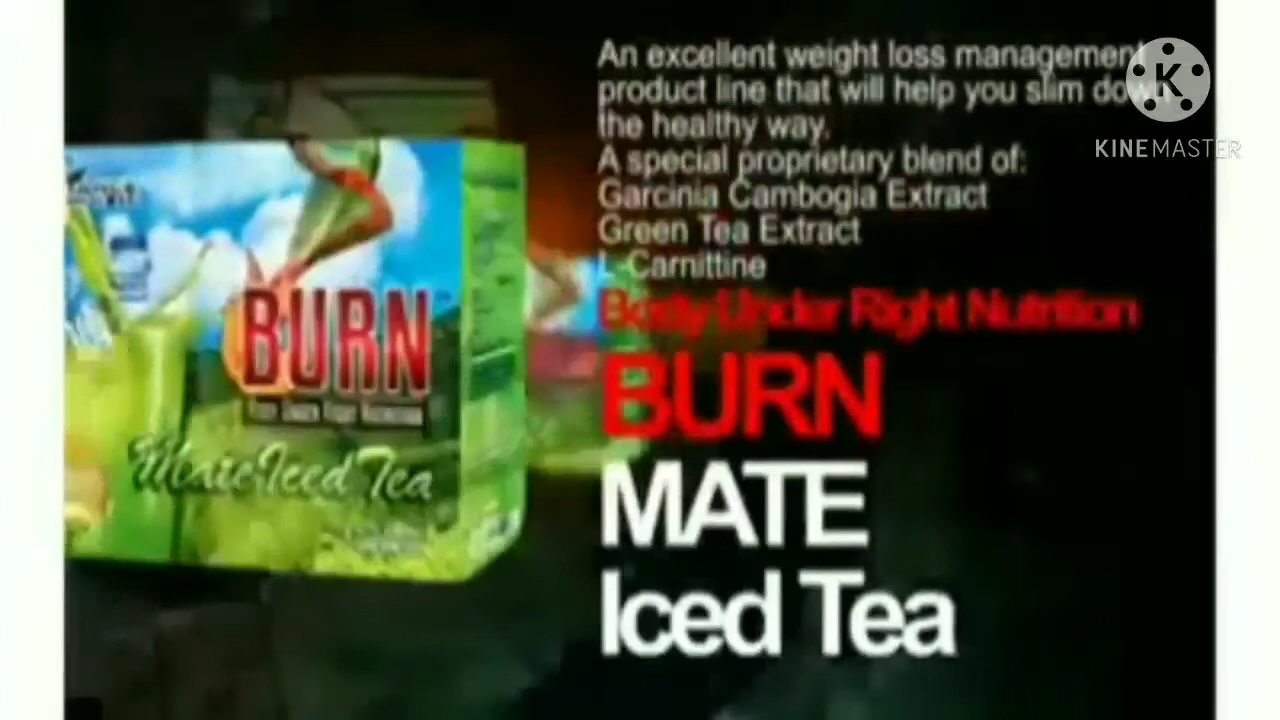 An excellent weight loss management
product line that will help you slim down
the healthy way.
A special proprietary blend of:
Garcinia Cambogia Extract
Green Tea Extract
L-Carnittine
Body Under Right Nutrition
BURN
MATE
Iced Tea
BURN
Mate Iced Tea
K
KINEMASTER